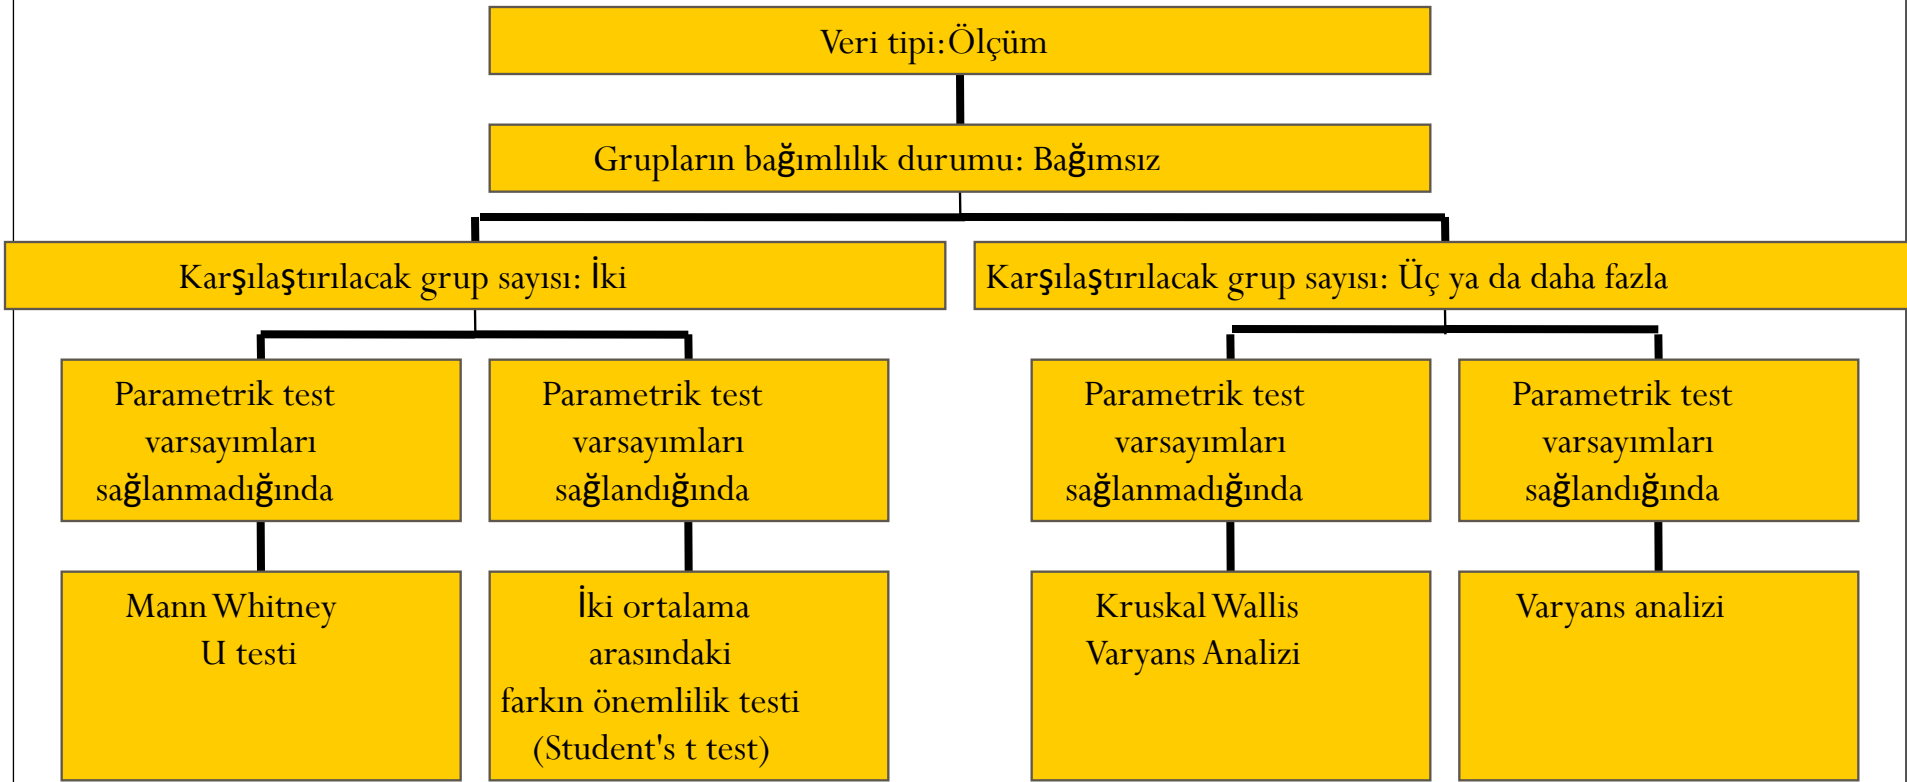 Veri tipi:Ölçüm
Grupların bağımlılık durumu: Bağımsız
Karşılaştırılacak grup sayısı: İki
Karşılaştırılacak grup sayısı: Üç ya da daha fazla
Parametrik test
varsayımları
sağlanmadığında
Parametrik test
varsayımları
sağlandığında
Parametrik test
varsayımları
sağlanmadığında
Parametrik test
varsayımları
sağlandığında
Mann Whitney
U testi
İki ortalama
arasındaki
farkın önemlilik testi
(Student's t test)
Kruskal Wallis
Varyans Analizi
Varyans analizi